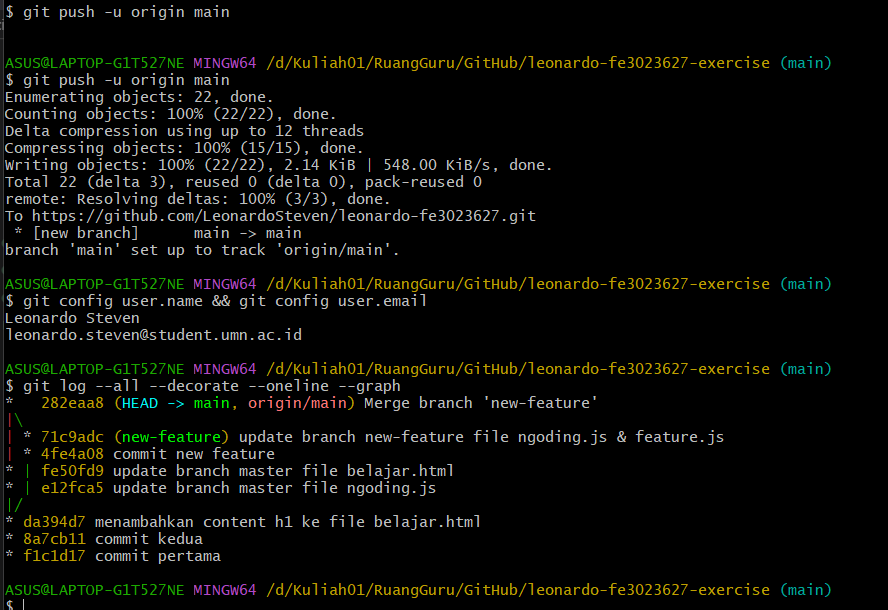 $ git push -u origin main
ASUS@LAPTOP-G1T527NE MINGW64 /d/Kuliah01/RuangGuru/GitHub/leonardo-fe3023627-exercise (main)
$ git push -u origin main
Enumerating objects: 22, done.
Counting objects: 100% (22/22), done.
Delta compression using up to 12 threads
Compressing objects: 100% (15/15), done.
Writing objects: 100% (22/22), 2.14 KiB | 548.00 KiB/s, done.
Total 22 (delta 3), reused 0 (delta 0), pack-reused 0
remote: Resolving deltas: 100% (3/3), done.
To https://github.com/LeonardoSteven/leonardo-fe3023627.git
 * [new branch]      main -> main
branch 'main' set up to track 'origin/main'.
ASUS@LAPTOP-G1T527NE MINGW64 /d/Kuliah01/RuangGuru/GitHub/leonardo-fe3023627-exercise (main)
$ git config user.name && git config user.email
Leonardo Steven
leonardo.steven@student.umn.ac.id
ASUS@LAPTOP-G1T527NE MINGW64 /d/Kuliah01/RuangGuru/GitHub/leonardo-fe3023627-exercise (main)
$ git log --all --decorate --oneline --graph
*   282eaa8 (HEAD -> main, origin/main) Merge branch 'new-feature'
|\
| * 71c9adc (new-feature) update branch new-feature file ngoding.js & feature.js
| * 4fe4a08 commit new feature
* | fe50fd9 update branch master file belajar.html
* | e12fca5 update branch master file ngoding.js
|/
* da394d7 menambahkan content h1 ke file belajar.html
* 8a7cb11 commit kedua
* f1c1d17 commit pertama
ASUS@LAPTOP-G1T527NE MINGW64 /d/Kuliah01/RuangGuru/GitHub/leonardo-fe3023627-exercise (main)
$